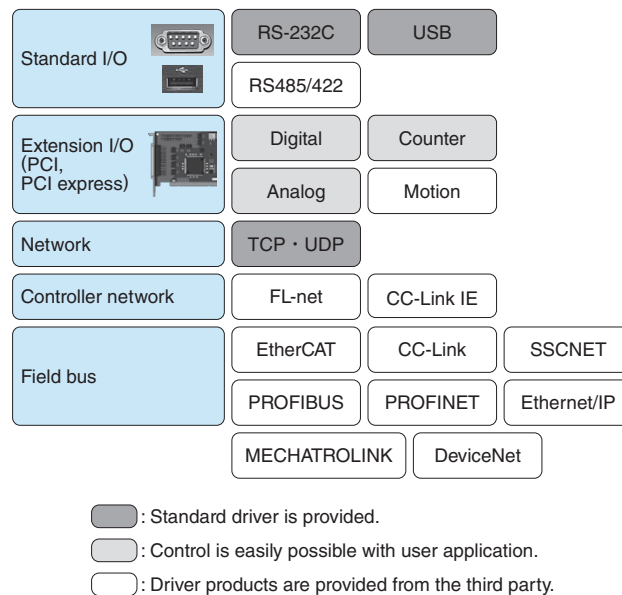 Standard I/O
RS-232C
USB
RS485/422
Extension I/O
(PCI,
PCI express)
Digital
Counter
Analog
Motion
Network
TCP・UDP
Controller network
FL-net
CC-Link IE
Field bus
EtherCAT
CC-Link
SSCNET
PROFIBUS
PROFINET
Ethernet/IP
MECHATROLINK
DeviceNet
: Standard driver is provided.
: Control is easily possible with user application.
: Driver products are provided from the third party.